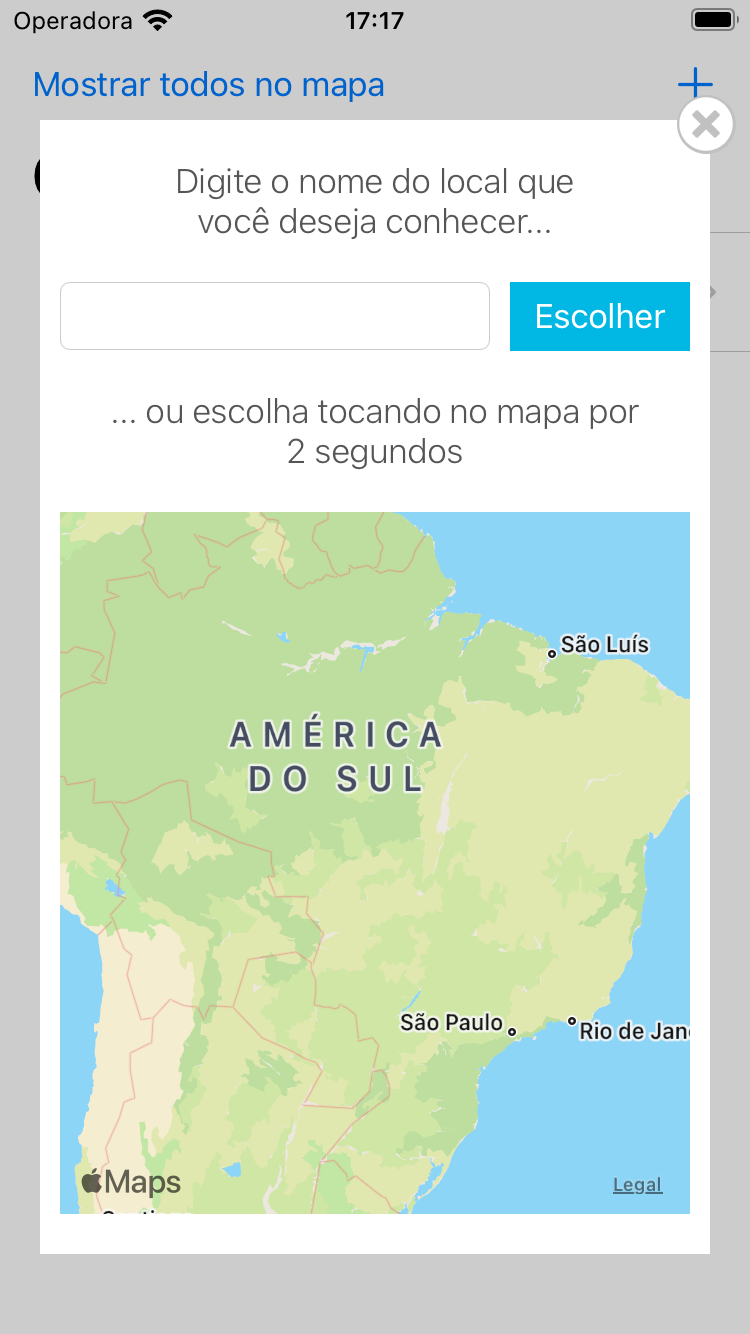 Operadora 17:17
Mostrar todos no mapa
Digite o nome do local que
você deseja conhecer...
Escolher
... ou escolha tocando no mapa por
2 segundos
São Luís
AMÉRICA
DO SUL
São Paulo
Rio de Jan
Maps
Legal